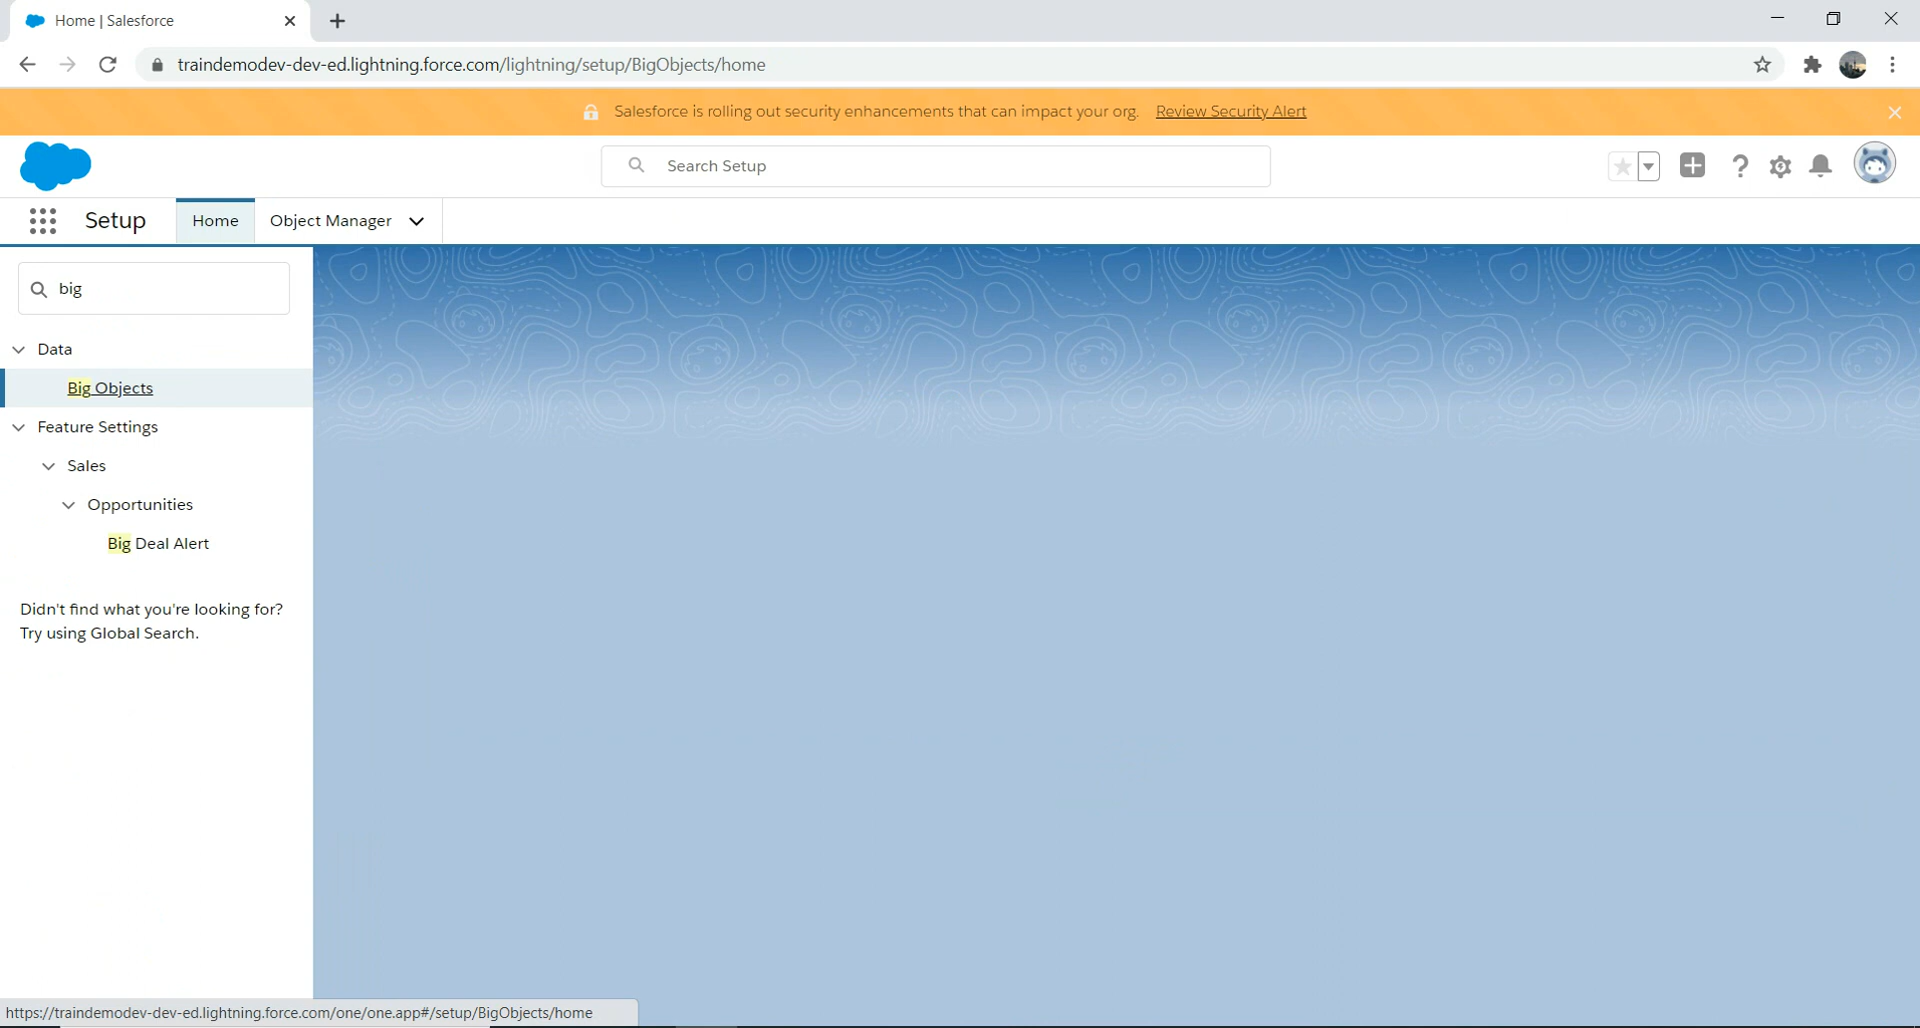 Home | Salesforce
traindemodev-dev-ed.lightning.force.com/lightning/setup/BigObjects/home
Salesforce is rolling out security enhancements that can impact your org. Review Security Alert
Search Setup
Setup Home Object Manager
big
Data
Big Objects
Feature Settings
Sales
Opportunities
Big Deal Alert
Didn't find what you're looking for?
Try using Global Search.
https://traindemodev-dev-ed.lightning.force.com/one/one.app#/setup/BigObjects/home